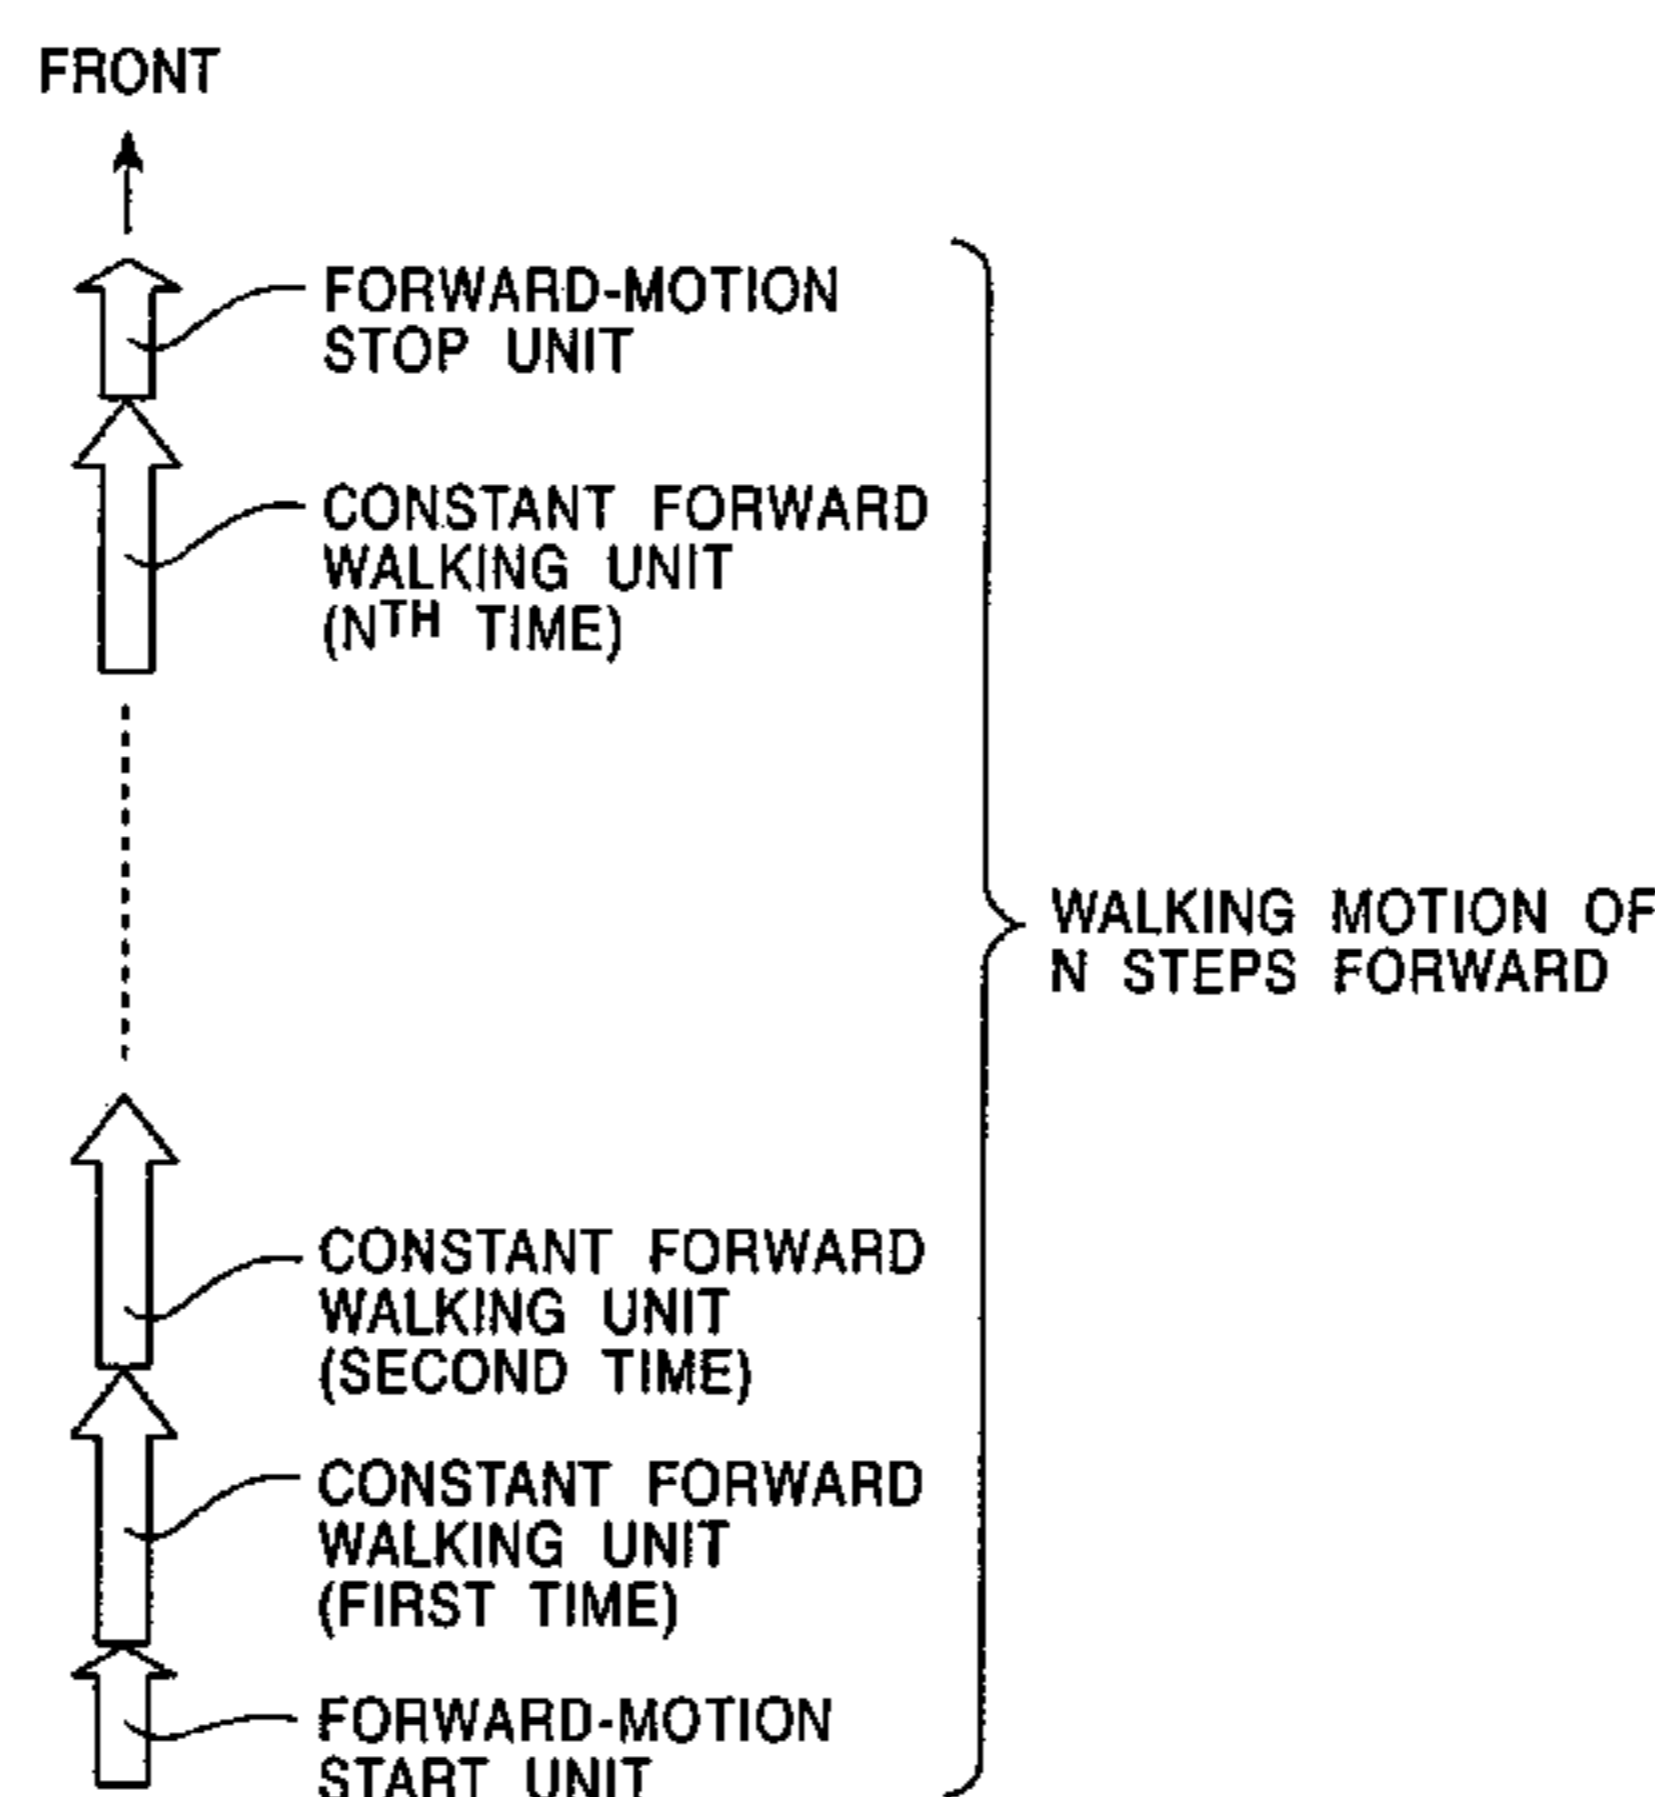 FRONT
FORWARD-MOTION
STOP UNIT
CONSTANT FORWARD
WALKING UNIT
(NTH TIME)
WALKING MOTION OF
N STEPS FORWARD
CONSTANT FORWARD
WALKING UNIT
(SECOND TIME)
CONSTANT FORWARD
WALKING UNIT
(FIRST TIME)
FORWARD-MOTION
START UNIT